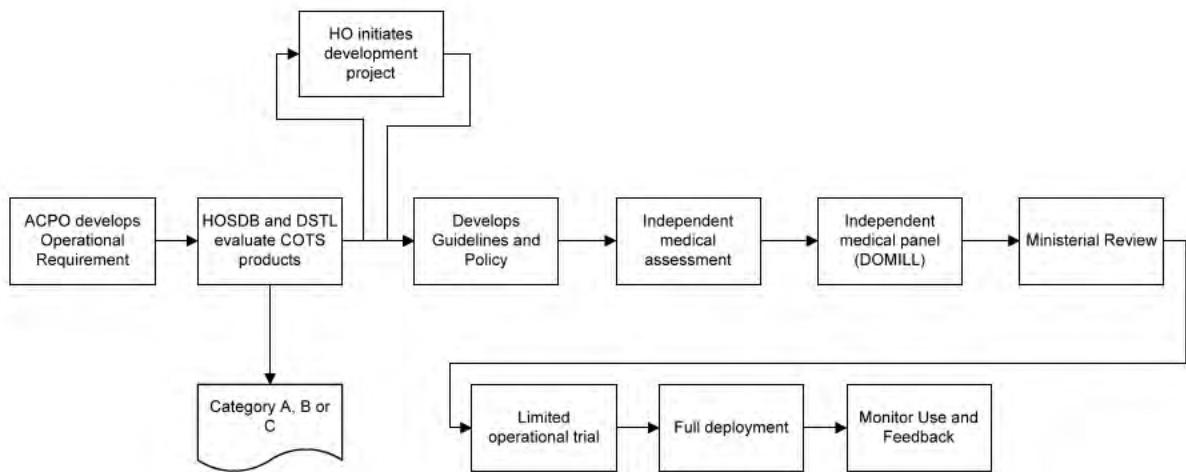 HO initiates
development
project
ACPO develops
Operational
Requirement
HOSDB and DSTL
evaluate COTS
products
Develops
Guidelines and
Policy
Independent
medical
assessment
Independent
medical panel
(DOMILL)
Ministerial Review
Category A, B or
C
Limited
operational trial
Full deployment
Monitor Use and
Feedback